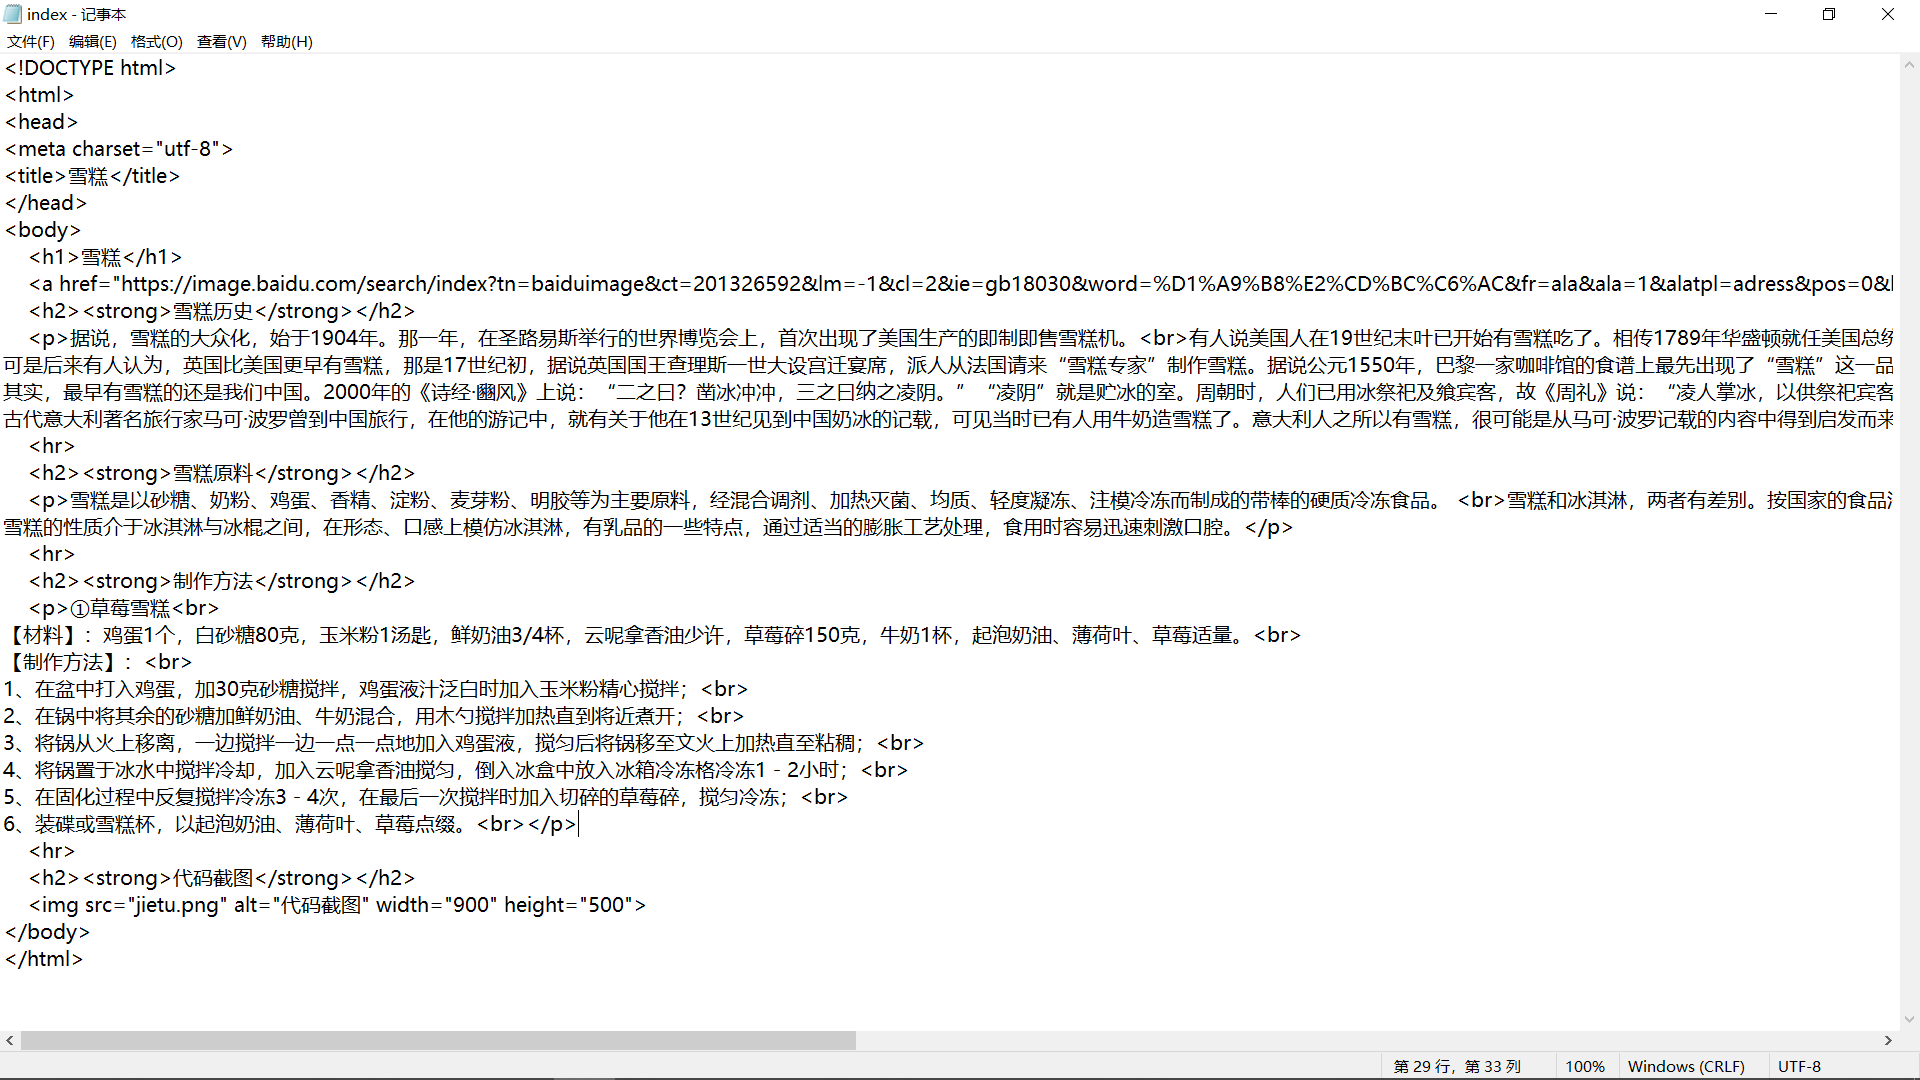 index - 记事本
文件(F) 编辑(E) 格式(O) 查看(V) 帮助(H)
<!DOCTYPE html>
<html>
<head>
<meta charset="utf-8">
<title>雪糕</title>
</head>
<body>
<h1>雪糕</h1>
<a href="https://image.baidu.com/search/index?tn=baiduimage&ct=201326592&lm=-1&cl=2&ie=gb18030&word=%D1%A9%B8%E2%CD%BC%C6%AC&fr=ala&ala=1&alatpl=adress&pos=0&
<h2><strong>雪糕历史</strong></h2>
<p>据说，雪糕的大众化，始于1904年。那一年，在圣路易斯举行的世界博览会上，首次出现了美国生产的即制即售雪糕机。<br>有人说美国人在19世纪末叶已开始有雪糕吃了。相传1789年华盛顿就任美国总
可是后来有人认为，英国比美国更早有雪糕，那是17世纪初，据说英国国王查理斯一世大设宫迁宴席，派人从法国请来“雪糕专家”制作雪糕。据说公元1550年，巴黎一家咖啡馆的食谱上最先出现了“雪糕”这一品
其实，最早有雪糕的还是我们中国。2000年的《诗经·豳风》上说：“二之日？凿冰冲冲，三之日纳之凌阴。”“凌阴”就是贮冰的室。周朝时，人们已用冰祭祀及飨宾客，故《周礼》说：“凌人掌冰，以供祭祀宾客
古代意大利著名旅行家马可·波罗曾到中国旅行，在他的游记中，就有关于他在13世纪见到中国奶冰的记载，可见当时已有人用牛奶造雪糕了。意大利人之所以有雪糕，很可能是从马可·波罗记载的内容中得到启发而来
<hr>
<h2><strong>雪糕原料</strong></h2>
<p>雪糕是以砂糖、奶粉、鸡蛋、香精、淀粉、麦芽粉、明胶等为主要原料，经混合调剂、加热灭菌、均质、轻度凝冻、注模冷冻而制成的带棒的硬质冷冻食品。 <br>雪糕和冰淇淋，两者有差别。按国家的食品
雪糕的性质介于冰淇淋与冰棍之间，在形态、口感上模仿冰淇淋，有乳品的一些特点，通过适当的膨胀工艺处理，食用时容易迅速刺激口腔。</p>
<hr>
<h2><strong>制作方法</strong></h2>
<p>①草莓雪糕<br>
【材料】：鸡蛋1个，白砂糖80克，玉米粉1汤匙，鲜奶油3/4杯，云呢拿香油少许，草莓碎150克，牛奶1杯，起泡奶油、薄荷叶、草莓适量。<br>
【制作方法】：<br>
1、在盆中打入鸡蛋，加30克砂糖搅拌，鸡蛋液汁泛白时加入玉米粉精心搅拌；<br>
2、在锅中将其余的砂糖加鲜奶油、牛奶混合，用木勺搅拌加热直到将近煮开；<br>
3、将锅从火上移离，一边搅拌一边一点一点地加入鸡蛋液，搅匀后将锅移至文火上加热直至粘稠；<br>
4、将锅置于冰水中搅拌冷却，加入云呢拿香油搅匀，倒入冰盒中放入冰箱冷冻格冷冻1－2小时；<br>
5、在固化过程中反复搅拌冷冻3－4次，在最后一次搅拌时加入切碎的草莓碎，搅匀冷冻；<br>
6、装碟或雪糕杯，以起泡奶油、薄荷叶、草莓点缀。<br></p>
<hr>
<h2><strong>代码截图</strong></h2>
<img src="jietu.png" alt="代码截图" width="900" height="500">
</body>
</html>
第 29 行，第 33 列 100% Windows (CRLF) UTF-8